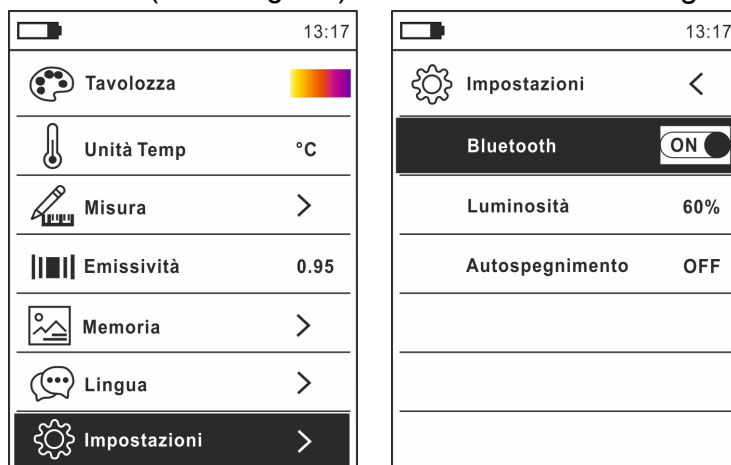 13:17
Tavolozza
Unità Temp °C
Misura
Emissività 0.95
Memoria
Lingua
Impostazioni
13:17
Impostazioni
Bluetooth ON
Luminosità 60%
Autospegnimento OFF